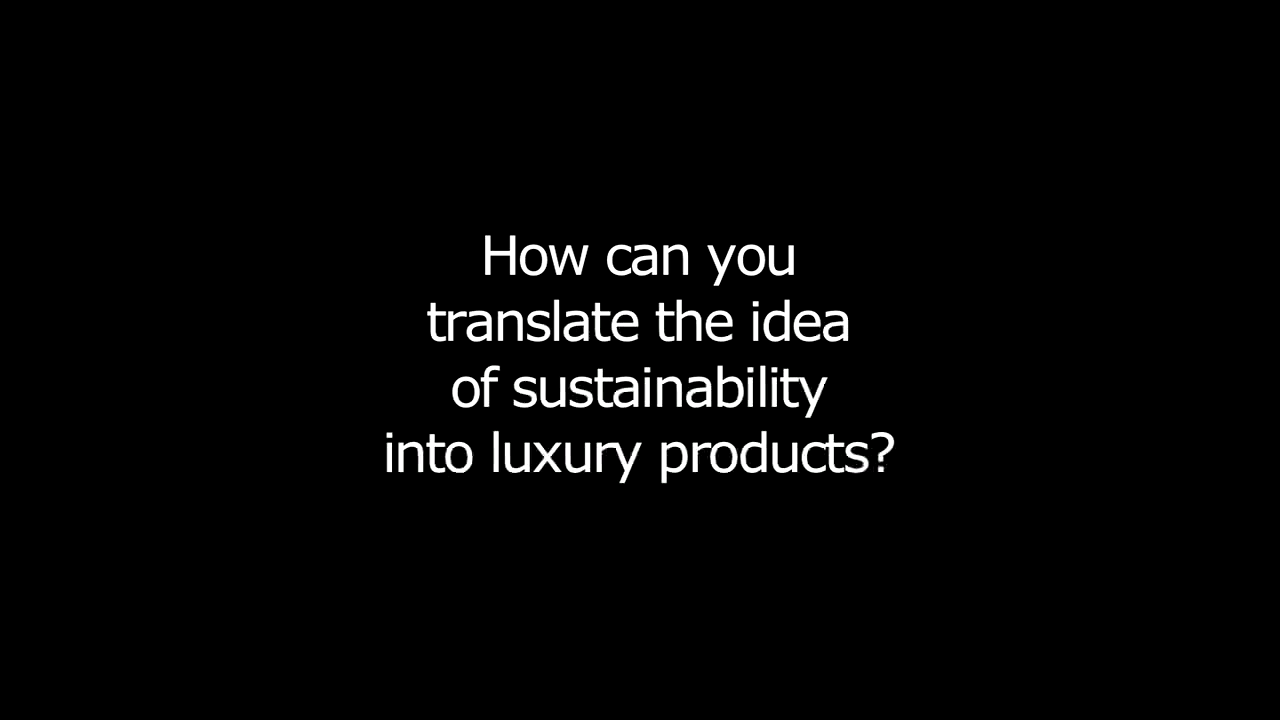 How can you
translate the idea
of sustainability
into luxury products?